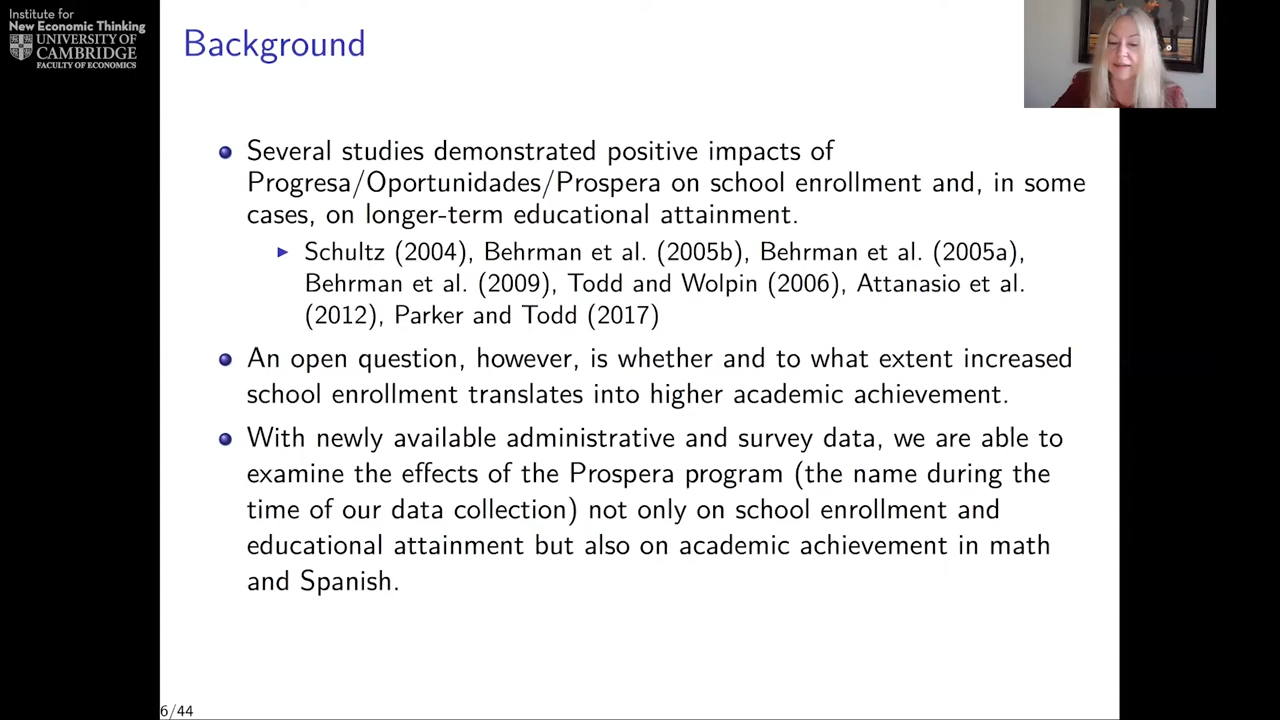 Institute for
New Economic Thinking
UNIVERSITY OF
CAMBRIDGE
FACULTY OF ECONOMICS
Background
Several studies demonstrated positive impacts of
Progresa/Oportunidades/Prospera on school enrollment and, in some
cases, on longer-term educational attainment.
Schultz (2004), Behrman et al. (2005b), Behrman et al. (2005a),
Behrman et al. (2009), Todd and Wolpin (2006), Attanasio et al.
(2012), Parker and Todd (2017)
An open question, however, is whether and to what extent increased
school enrollment translates into higher academic achievement.
With newly available administrative and survey data, we are able to
examine the effects of the Prospera program (the name during the
time of our data collection) not only on school enrollment and
educational attainment but also on academic achievement in math
and Spanish.
6/44